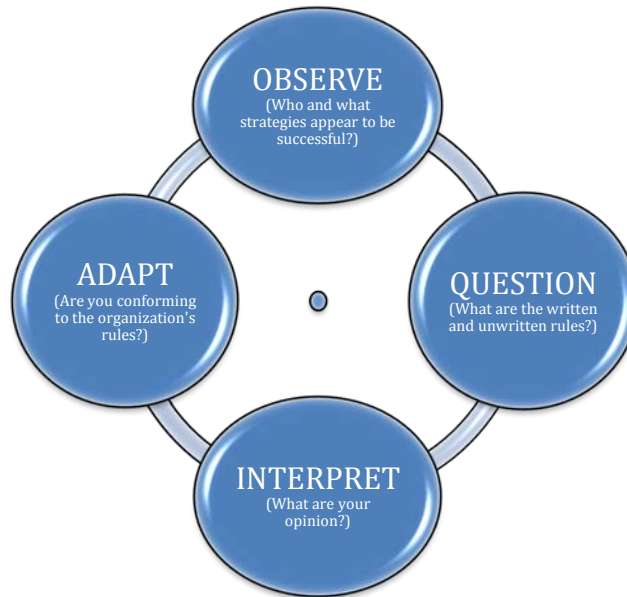 OBSERVE
(Who and what
strategies appear to be
successful?)
ADAPT
(Are you conforming
to the organization's
rules?)
QUESTION
(What are the written
and unwritten rules?)
INTERPRET
(What are your
opinion?)